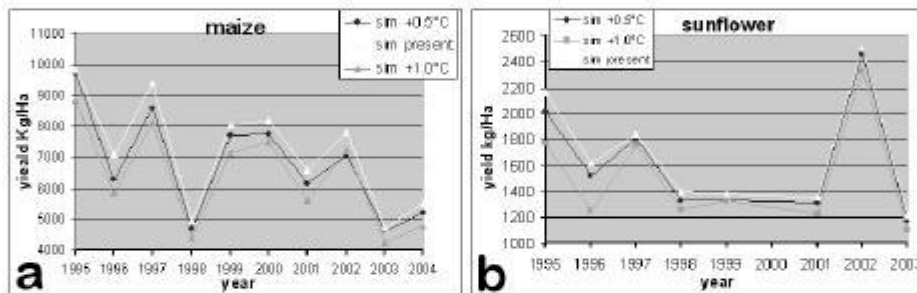 maize
sim +0.5°C
sim present
sim +1.0°C
yieald Kg/Ha
11000
10000
9000
8000
7000
6000
5000
4000
1995 1996 1997 1998 1999 2000 2001 2002 2003 2004
year
a
sunflower
sim +0.5°C
sim +1.0°C
sim present
yield kg/Ha
2600
2400
2200
2000
1800
1600
1400
1200
1000
1995 1996 1997 1998 1999 2000 2001 2002 2003
year
b